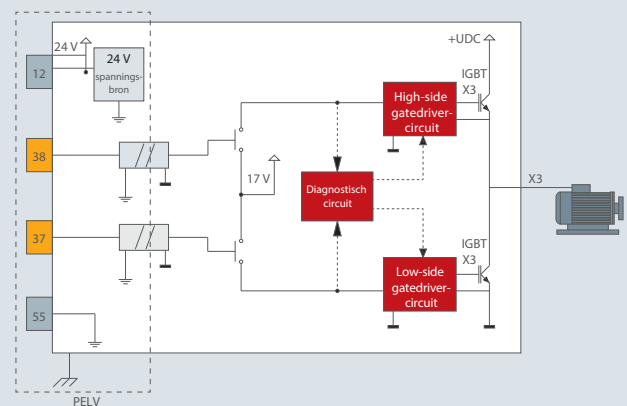 +UDC
24 V
12
24 V
spannings-
bron
IGBT
X3
High-side
gatedriver-
circuit
38
17 V
Diagnostisch
circuit
X3
37
IGBT
X3
Low-side
gatedriver-
circuit
55
PELV